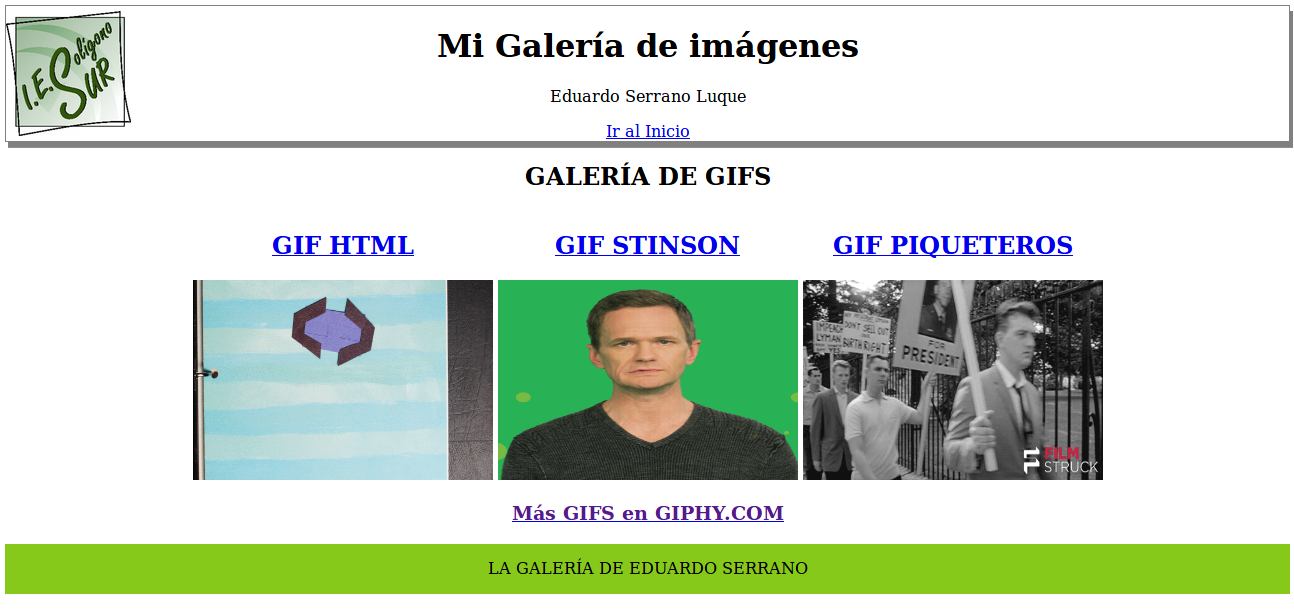 I.E.S. Polígono
SUR
Mi Galería de imágenes
Eduardo Serrano Luque
Ir al Inicio
GALERÍA DE GIFS
GIF HTML
GIF STINSON
GIF PIQUETEROS
IMPEACH
LYMAN
YES
DON'T SELL OUT
OUR
BIRTHRIGHT
FOR
PRESIDENT
FILM
STRUCK
Más GIFS en GIPHY.COM
LA GALERÍA DE EDUARDO SERRANO